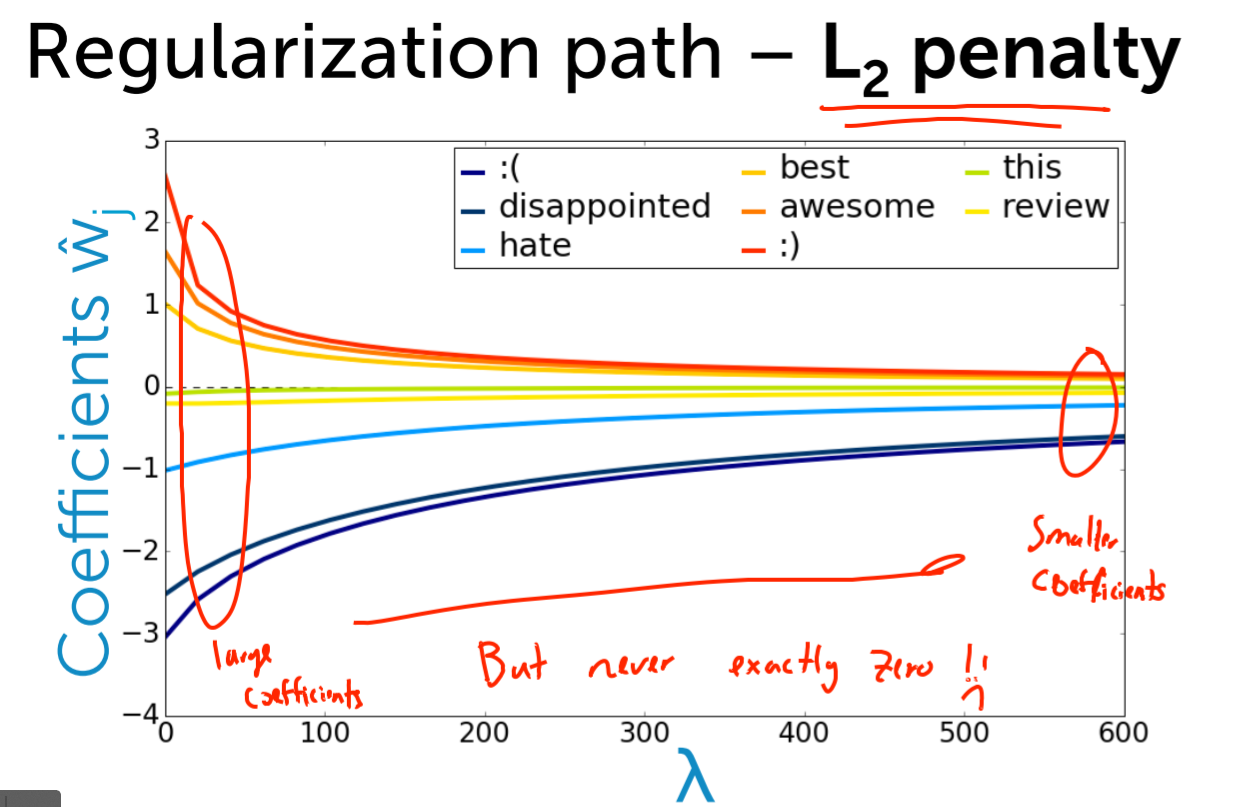 Regularization path – L2 penalty
Coefficients ŵj
3
2
1
0
−1
−2
−3
−4
:( best this
disappointed awesome review
hate :)
large
coefficients
Smaller
coefficients
But never exactly zero !!
0 100 200 300 400 500 600
λ